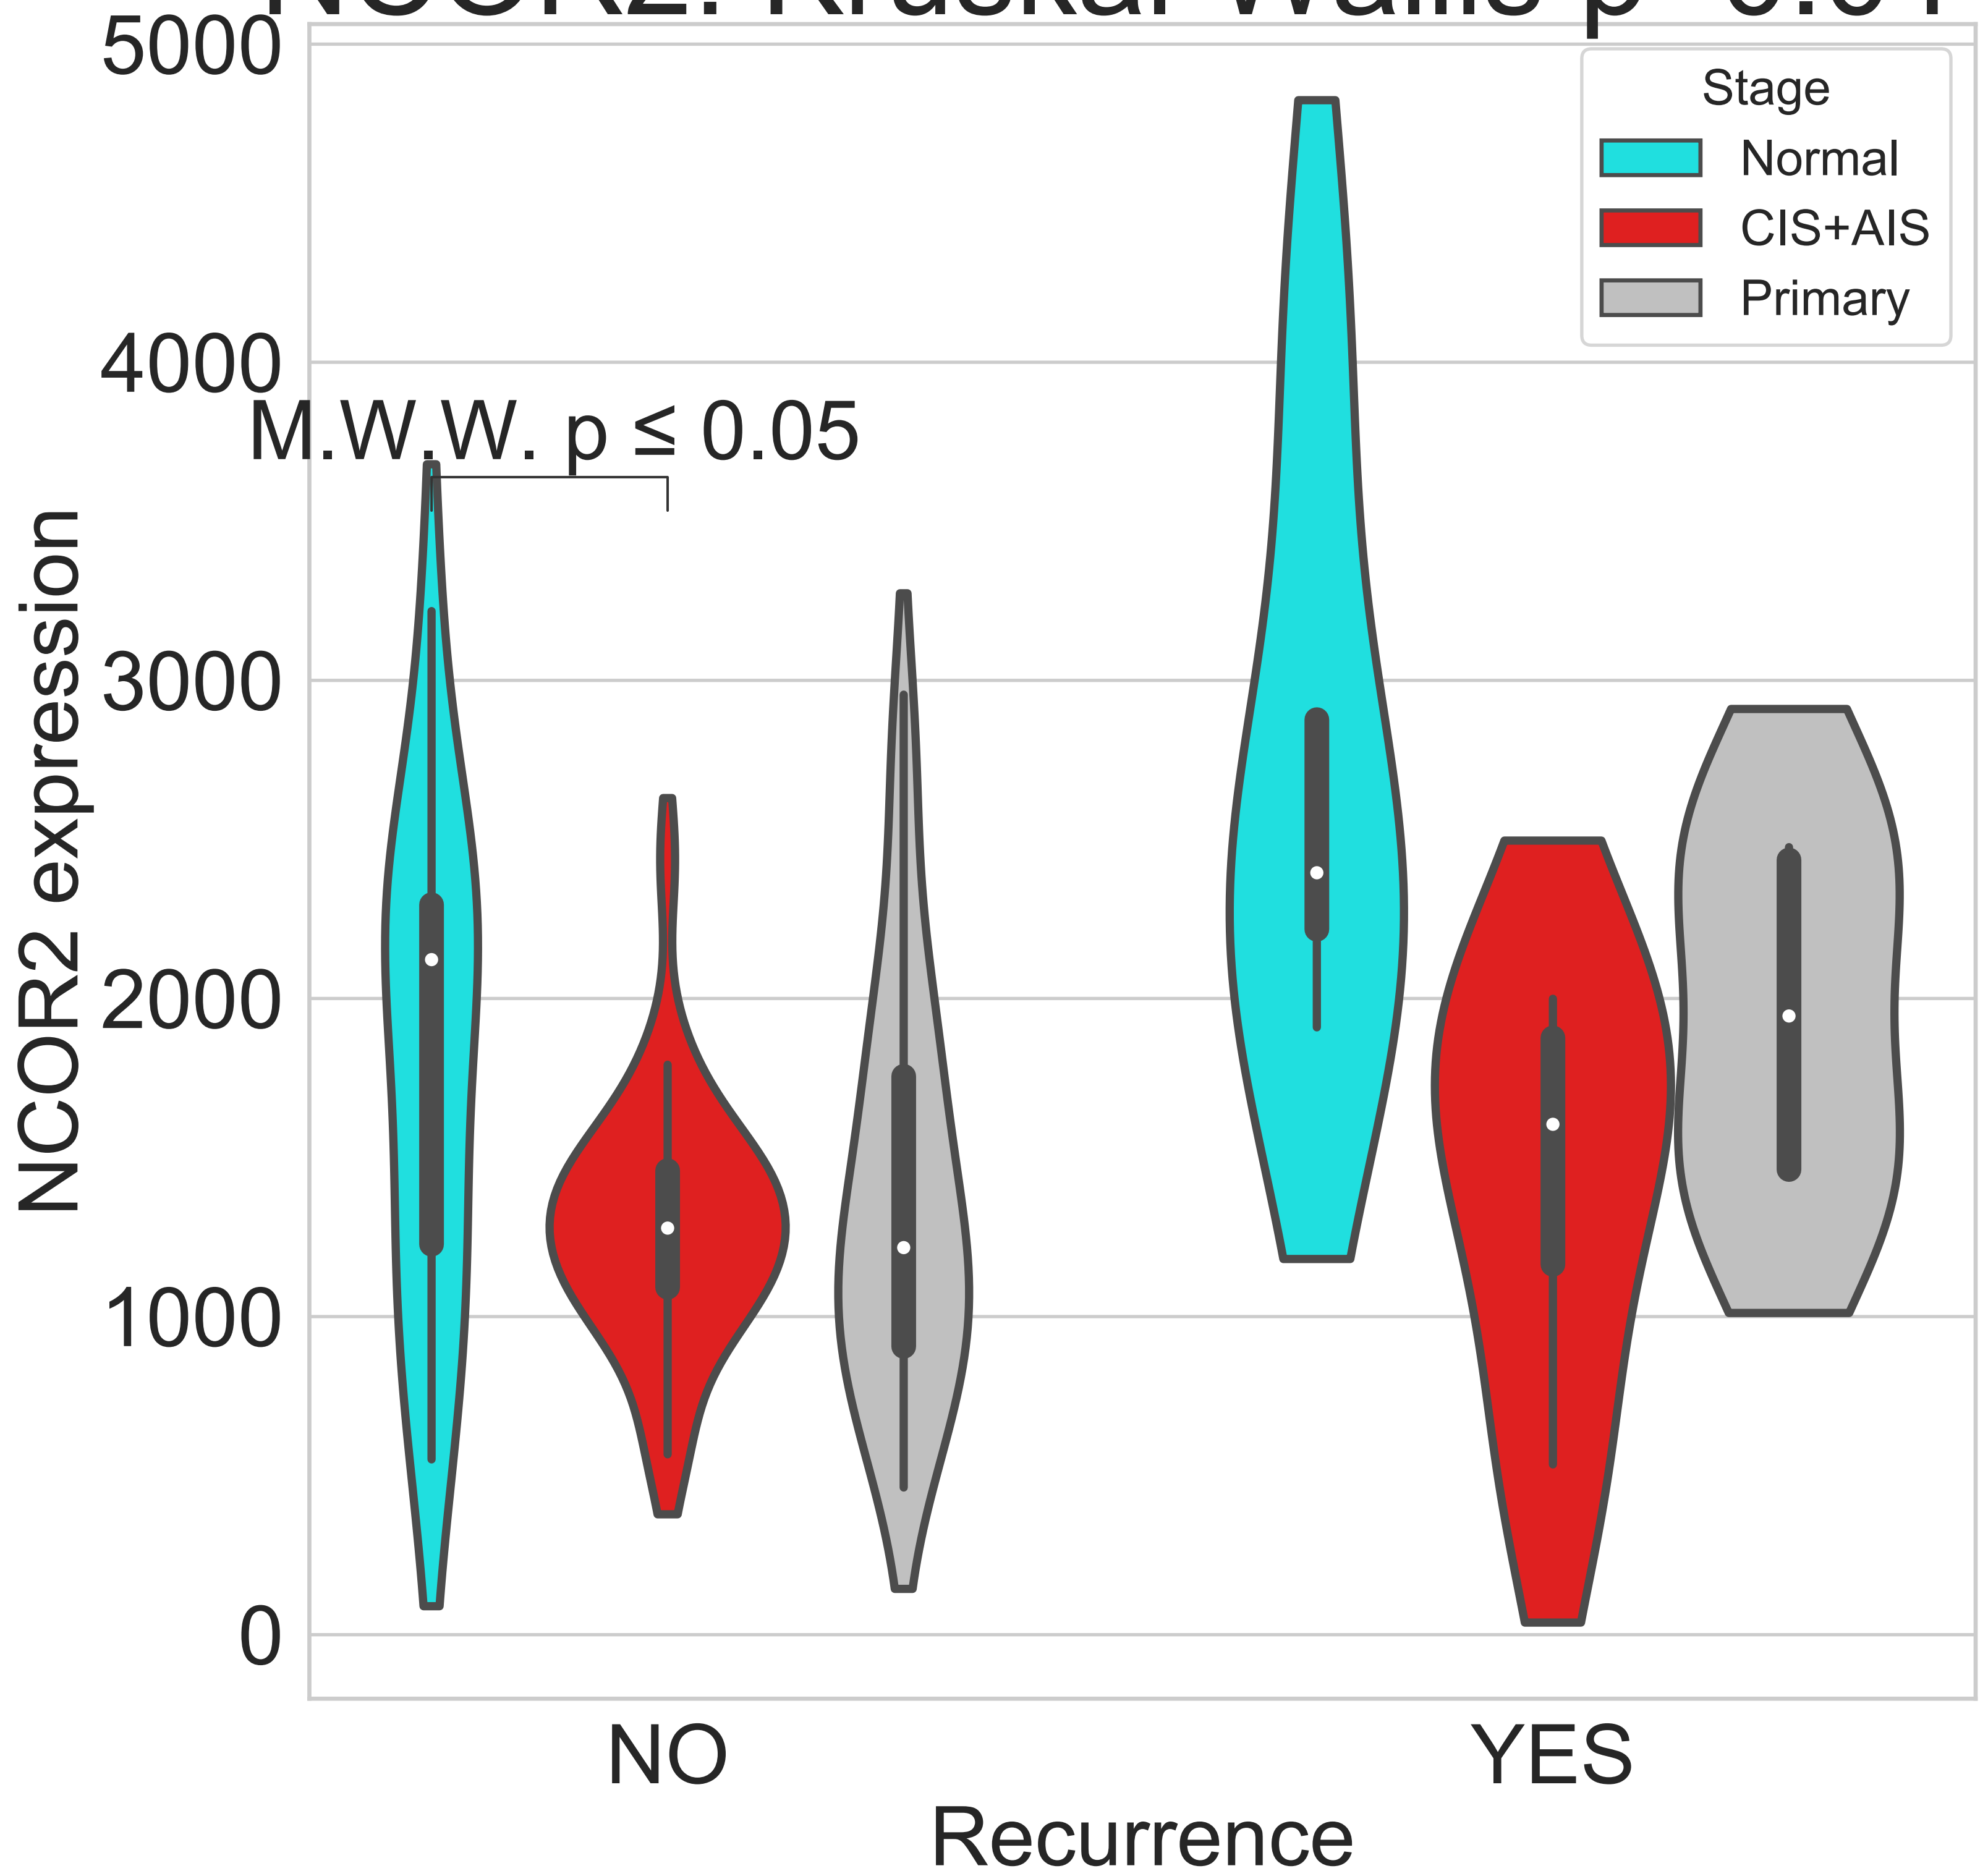 5000
Stage
Normal
CIS+AIS
Primary
4000
M.W.W. p ≤ 0.05
3000
NCOR2 expression
2000
1000
0
NO
YES
Recurrence